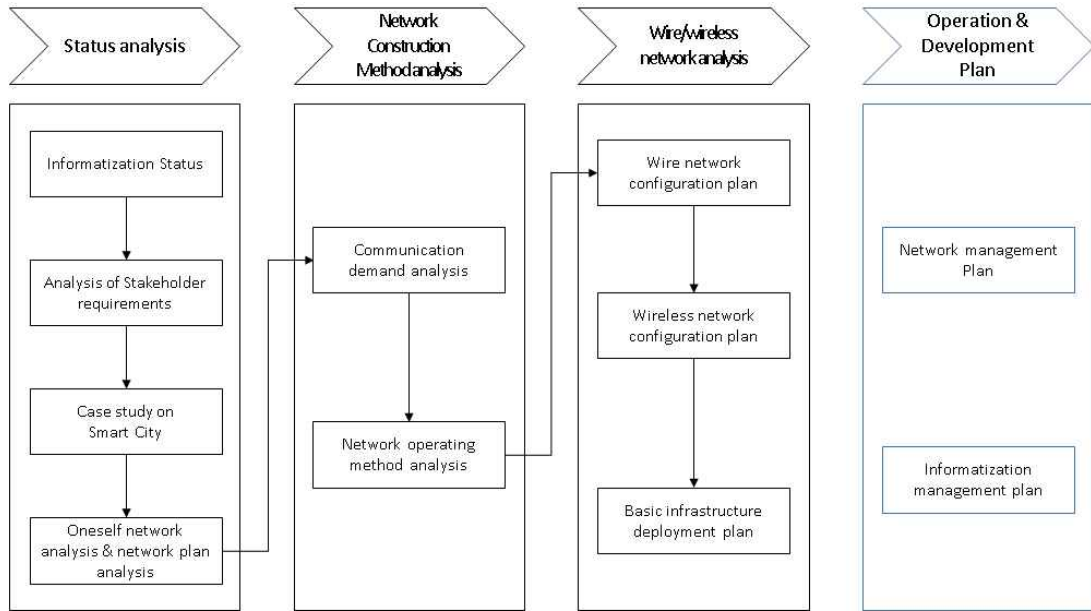 Status analysis
Network
Construction
Method analysis
Wire/wireless
network analysis
Operation &
Development
Plan
Informatization Status
Analysis of Stakeholder
requirements
Case study on
Smart City
Oneself network
analysis & network plan
analysis
Communication
demand analysis
Network operating
method analysis
Wire network
configuration plan
Wireless network
configuration plan
Basic infrastructure
deployment plan
Network management
Plan
Informatization
management plan